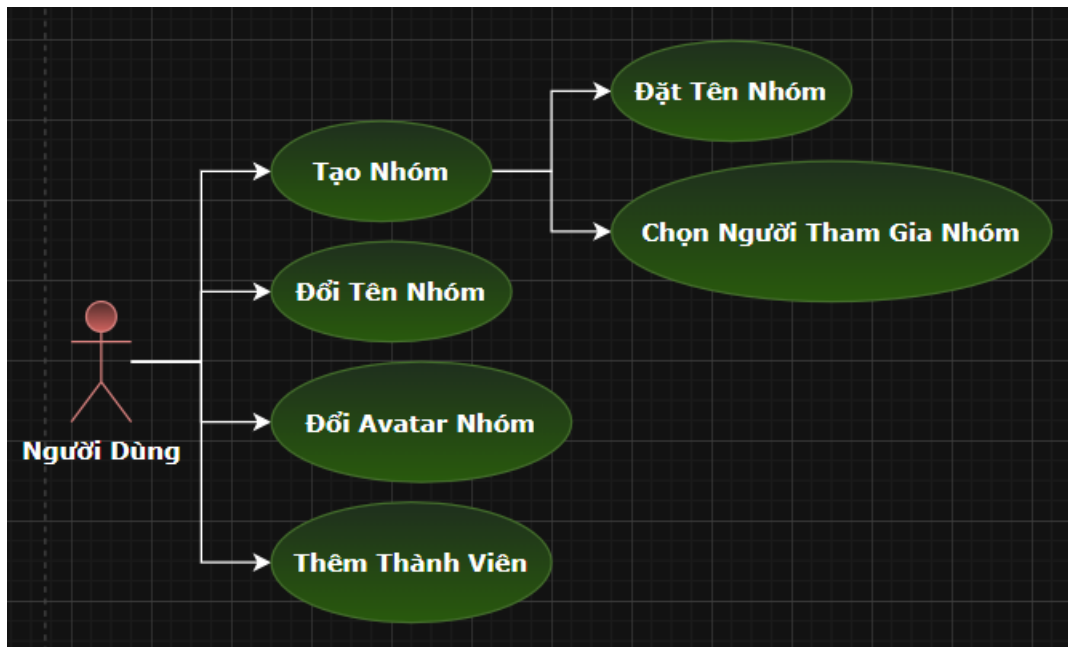 Đặt Tên Nhóm
Tạo Nhóm
Chọn Người Tham Gia Nhóm
Đổi Tên Nhóm
Đổi Avatar Nhóm
Người Dùng
Thêm Thành Viên